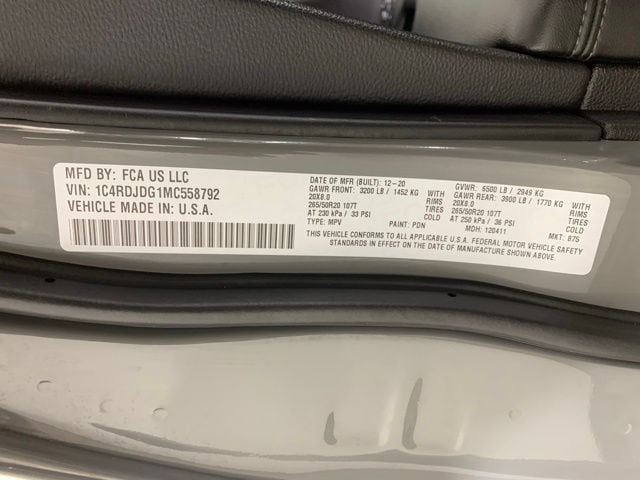 MFD BY: FCA US LLC
VIN: 1C4RDJDG1MC558792
VEHICLE MADE IN U.S.A.
DATE OF MFR (BUILT): 12-20
GAWR FRONT: 3200 LB / 1452 KG WITH
20X8.0 RIMS
265/50R20 107T TIRES
AT 230 kPa / 33 PSI COLD
TYPE: MPV PAINT: PDN
GVWR: 6500 LB / 2949 KG
GAWR REAR: 3900 LB / 1770 KG WITH
20X8.0 RIMS
265/50R20 107T TIRES
AT 250 kPa / 36 PSI COLD
MDH: 120411 MKT: 875
THIS VEHICLE CONFORMS TO ALL APPLICABLE U.S.A. FEDERAL MOTOR VEHICLE SAFETY
STANDARDS IN EFFECT ON THE DATE OF MANUFACTURE SHOWN ABOVE.